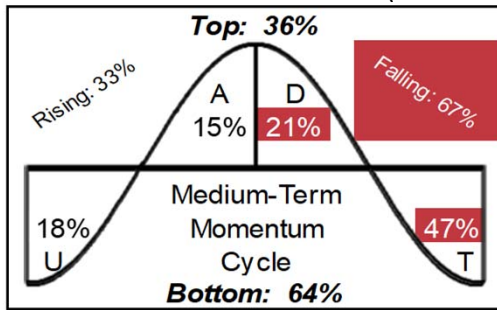 Top: 36%
Rising: 33%
Falling: 67%
A
D
15%
21%
Medium-Term
18%
Momentum
47%
U
Cycle
T
Bottom: 64%